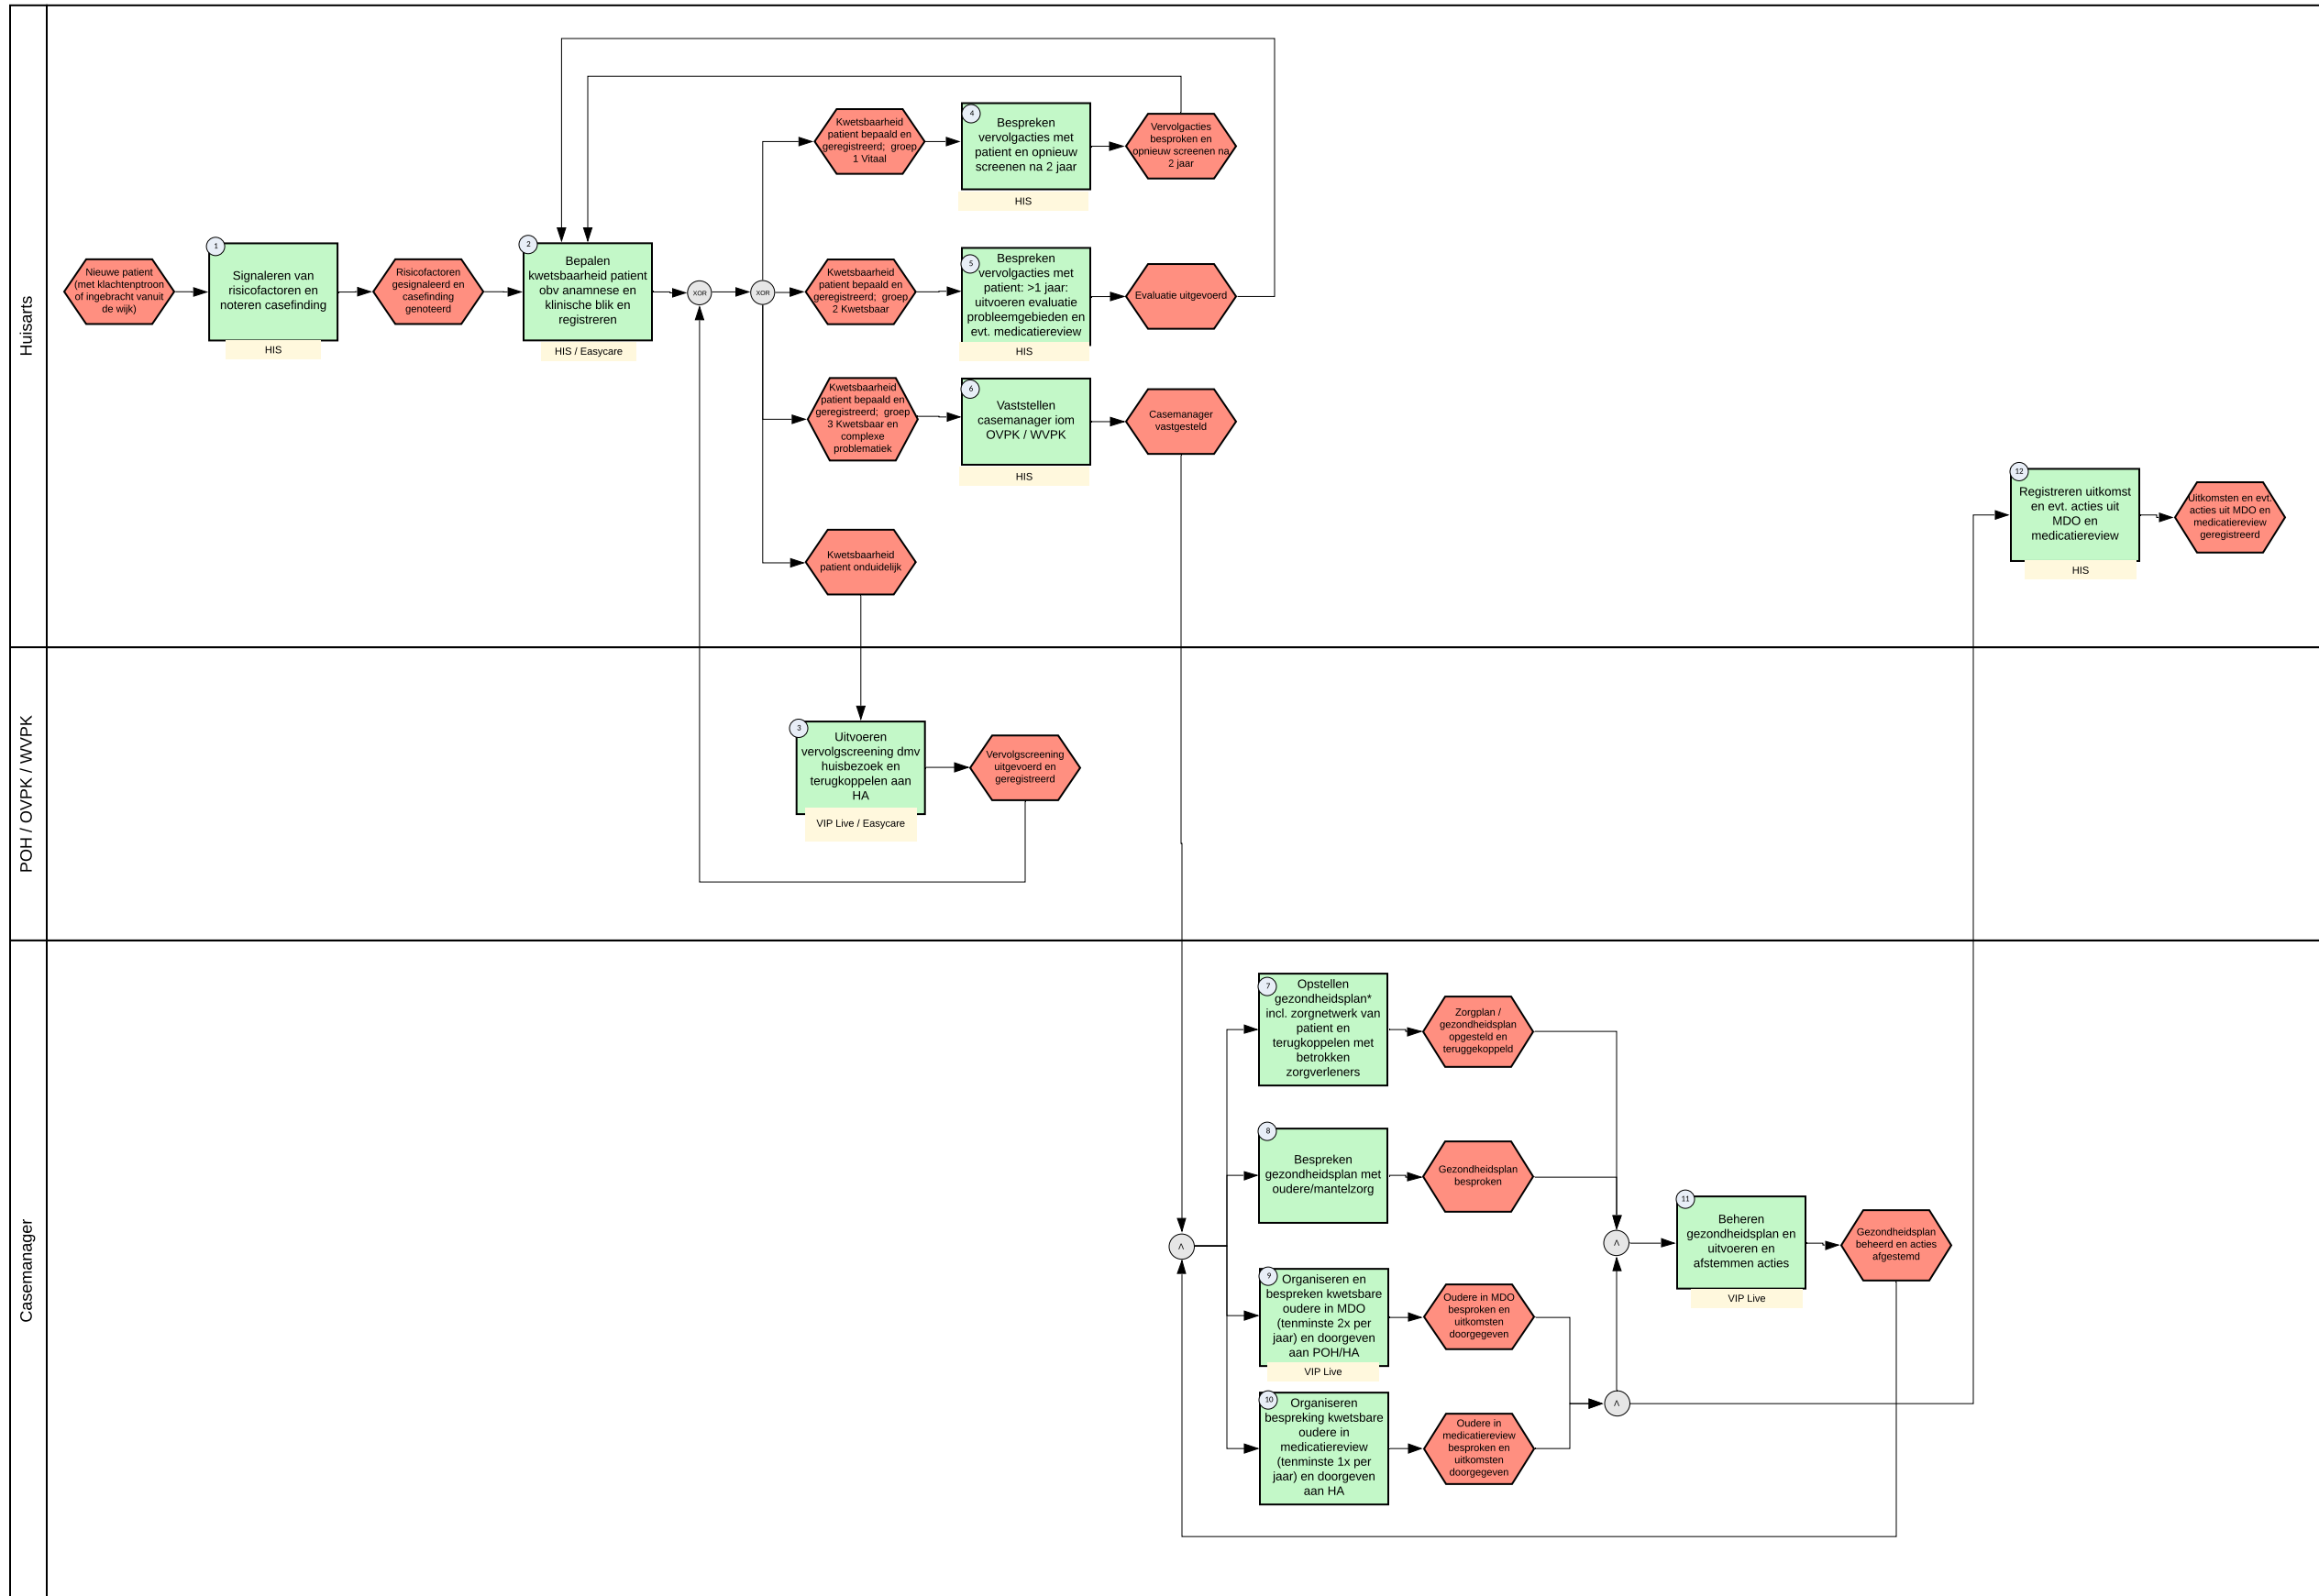 Huisarts
Nieuwe patient
(met klachtenptroon
of ingebracht vanuit
de wijk)
1
Signaleren van
risicofactoren en
noteren casefinding
HIS
Risicofactoren
gesignaleerd en
casefinding
genoteerd
2
Bepalen
kwetsbaarheid patient
obv anamnese en
klinische blik en
registreren
HIS / Easycare
XOR
XOR
Kwetsbaarheid
patient bepaald en
geregistreerd; groep
1 Vitaal
4
Bespreken
vervolgacties met
patient en opnieuw
screenen na 2 jaar
HIS
Vervolgacties
besproken en
opnieuw screenen na
2 jaar
Kwetsbaarheid
patient bepaald en
geregistreerd; groep
2 Kwetsbaar
5
Bespreken
vervolgacties met
patient: >1 jaar:
uitvoeren evaluatie
probleemgebieden en
evt. medicatiereview
HIS
Evaluatie uitgevoerd
Kwetsbaarheid
patient bepaald en
geregistreerd; groep
3 Kwetsbaar en
complexe
problematiek
6
Vaststellen
casemanager iom
OVPK / WVPK
HIS
Casemanager
vastgesteld
Kwetsbaarheid
patient onduidelijk
12
Registreren uitkomst
en evt. acties uit
MDO en
medicatiereview
HIS
Uitkomsten en evt.
acties uit MDO en
medicatiereview
geregistreerd
POH / OVPK / WVPK
3
Uitvoeren
vervolgscreening dmv
huisbezoek en
terugkoppelen aan
HA
VIP Live / Easycare
Vervolgscreening
uitgevoerd en
geregistreerd
Casemanager
Λ
7
Opstellen
gezondheidsplan*
incl. zorgnetwerk van
patient en
terugkoppelen met
betrokken
zorgverleners
Zorgplan /
gezondheidsplan
opgesteld en
teruggekoppeld
8
Bespreken
gezondheidsplan met
oudere/mantelzorg
Gezondheidsplan
besproken
9
Organiseren en
bespreken kwetsbare
oudere in MDO
(tenminste 2x per
jaar) en doorgeven
aan POH/HA
VIP Live
Oudere in MDO
besproken en
uitkomsten
doorgegeven
10
Organiseren
bespreking kwetsbare
oudere in
medicatiereview
(tenminste 1x per
jaar) en doorgeven
aan HA
Oudere in
medicatiereview
besproken en
uitkomsten
doorgegeven
Λ
Λ
11
Beheren
gezondheidsplan en
uitvoeren en
afstemmen acties
VIP Live
Gezondheidsplan
beheerd en acties
afgestemd